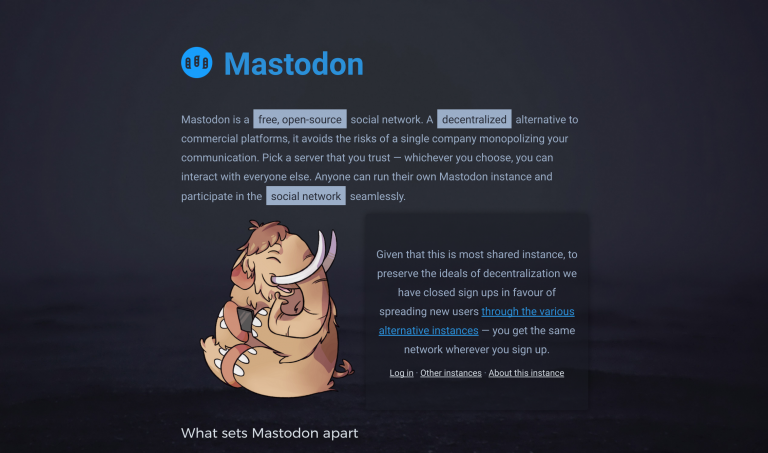 Mastodon
Mastodon is a free, open-source social network. A decentralized alternative to
commercial platforms, it avoids the risks of a single company monopolizing your
communication. Pick a server that you trust — whichever you choose, you can
interact with everyone else. Anyone can run their own Mastodon instance and
participate in the social network seamlessly.
Given that this is most shared instance, to
preserve the ideals of decentralization we
have closed sign ups in favour of
spreading new users through the various
alternative instances — you get the same
network wherever you sign up.
Log in · Other instances · About this instance
What sets Mastodon apart